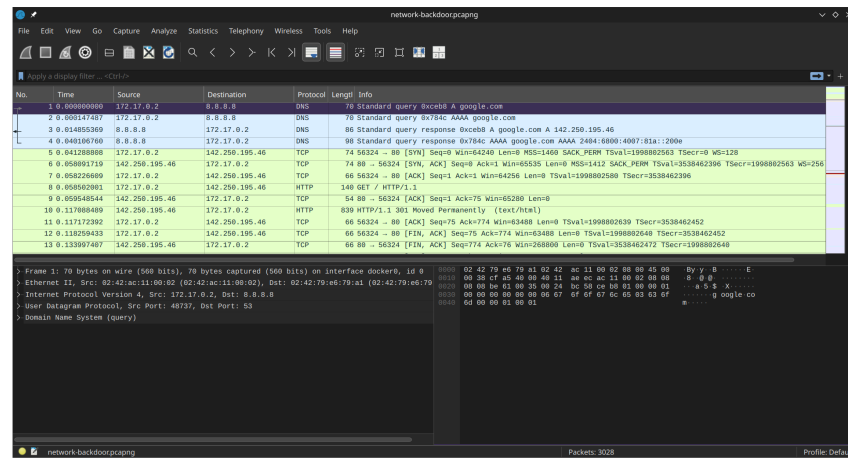 network-backdoor.pcapng
File Edit View Go Capture Analyze Statistics Telephony Wireless Tools Help
Apply a display filter ... <Ctrl-/>
No. Time Source Destination Protocol Lengtl Info
1 0.000000000 172.17.0.2 8.8.8.8 DNS 70 Standard query 0xceb8 A google.com
2 0.000147487 172.17.0.2 8.8.8.8 DNS 70 Standard query 0x784c AAAA google.com
3 0.014855369 8.8.8.8 172.17.0.2 DNS 86 Standard query response 0xceb8 A google.com A 142.250.195.46
4 0.040106760 8.8.8.8 172.17.0.2 DNS 98 Standard query response 0x784c AAAA google.com AAAA 2404:6800:4007:81a::200e
5 0.041288808 172.17.0.2 142.250.195.46 TCP 74 56324 → 80 [SYN] Seq=0 Win=64240 Len=0 MSS=1460 SACK_PERM TSval=1998802563 TSecr=0 WS=128
6 0.058091719 142.250.195.46 172.17.0.2 TCP 74 80 → 56324 [SYN, ACK] Seq=0 Ack=1 Win=65535 Len=0 MSS=1412 SACK_PERM TSval=3538462396 TSecr=1998802563 WS=256
7 0.058226609 172.17.0.2 142.250.195.46 TCP 66 56324 → 80 [ACK] Seq=1 Ack=1 Win=64256 Len=0 TSval=1998802580 TSecr=3538462396
8 0.058502001 172.17.0.2 142.250.195.46 HTTP 140 GET / HTTP/1.1
9 0.059548544 142.250.195.46 172.17.0.2 TCP 54 80 → 56324 [ACK] Seq=1 Ack=75 Win=65280 Len=0
10 0.117088489 142.250.195.46 172.17.0.2 HTTP 839 HTTP/1.1 301 Moved Permanently (text/html)
11 0.117172392 172.17.0.2 142.250.195.46 TCP 66 56324 → 80 [ACK] Seq=75 Ack=774 Win=63488 Len=0 TSval=1998802639 TSecr=3538462452
12 0.118259433 172.17.0.2 142.250.195.46 TCP 66 56324 → 80 [FIN, ACK] Seq=75 Ack=774 Win=63488 Len=0 TSval=1998802640 TSecr=3538462452
13 0.133997407 142.250.195.46 172.17.0.2 TCP 66 80 → 56324 [FIN, ACK] Seq=774 Ack=76 Win=268800 Len=0 TSval=3538462472 TSecr=1998802640
Frame 1: 70 bytes on wire (560 bits), 70 bytes captured (560 bits) on interface docker0, id 0
Ethernet II, Src: 02:42:ac:11:00:02 (02:42:ac:11:00:02), Dst: 02:42:79:e6:79:a1 (02:42:79:e6:79
Internet Protocol Version 4, Src: 172.17.0.2, Dst: 8.8.8.8
User Datagram Protocol, Src Port: 48737, Dst Port: 53
Domain Name System (query)
0000 02 42 79 e6 79 a1 02 42 ac 11 00 02 08 00 45 00 ·By·y··B ······E·
0010 00 38 cf a5 40 00 40 11 ae ec ac 11 00 02 08 08 ·8··@·@· ········
0020 08 08 be 61 00 35 00 24 bc 58 ce b8 01 00 00 01 ···a·5·$ ·X······
0030 00 00 00 00 00 00 06 67 6f 6f 67 6c 65 03 63 6f ·······g oogle·co
0040 6d 00 00 01 00 01 m·····
network-backdoor.pcapng Packets: 3028 Profile: Defau